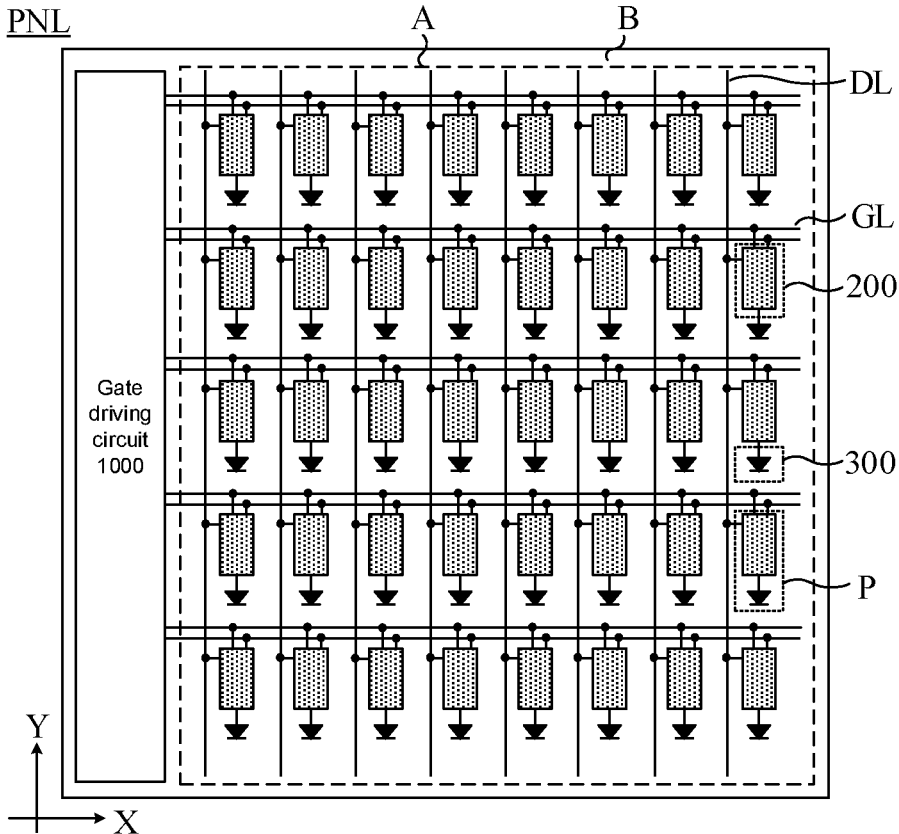 PNL
A
B
DL
GL
200
Gate
driving
circuit
1000
300
P
Y
X